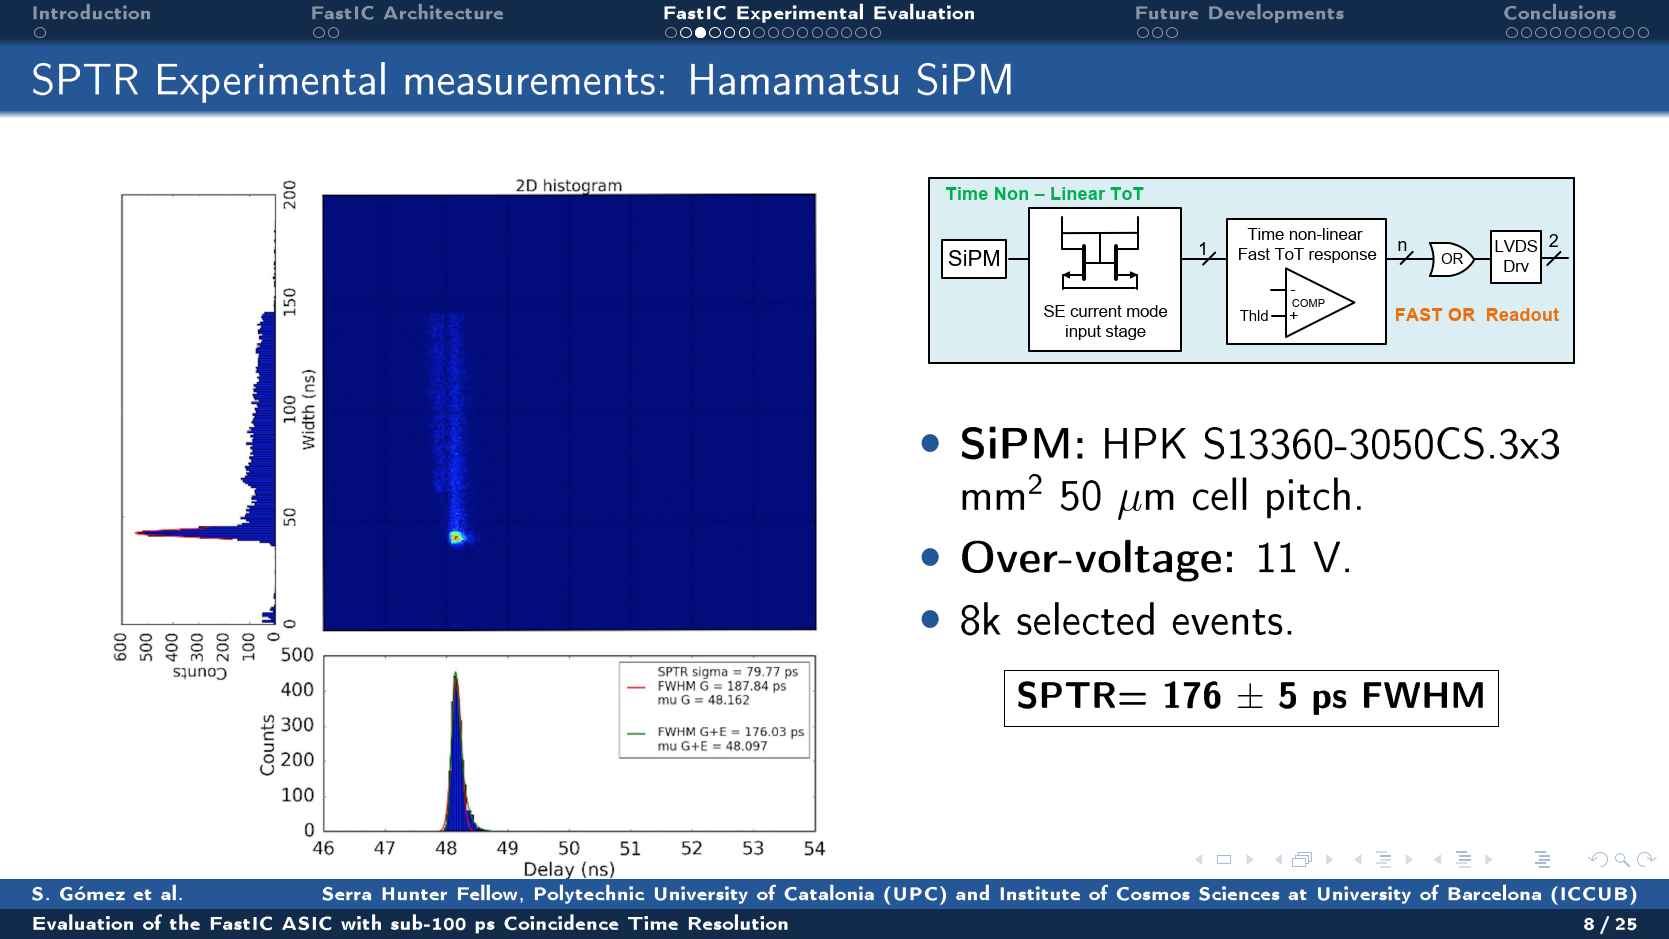 Introduction
FastIC Architecture
FastIC Experimental Evaluation
Future Developments
Conclusions
SPTR Experimental measurements: Hamamatsu SiPM
2D histogram
200
150
100
50
0
Width (ns)
600
500
400
300
200
100
0
Counts
500
400
300
200
100
0
Counts
SPTR sigma = 79.77 ps
FWHM G = 187.84 ps
mu G = 48.162
FWHM G+E = 176.03 ps
mu G+E = 48.097
46 47 48 49 50 51 52 53 54
Delay (ns)
Time Non – Linear ToT
SiPM
SE current mode
input stage
1
Time non-linear
Fast ToT response
-
COMP
Thld
+
n
OR
LVDS
Drv
2
FAST OR Readout
• SiPM: HPK S13360-3050CS.3x3
mm² 50 μm cell pitch.
• Over-voltage: 11 V.
• 8k selected events.
SPTR= 176 ± 5 ps FWHM
S. Gómez et al.
Serra Hunter Fellow, Polytechnic University of Catalonia (UPC) and Institute of Cosmos Sciences at University of Barcelona (ICCUB)
Evaluation of the FastIC ASIC with sub-100 ps Coincidence Time Resolution
8 / 25